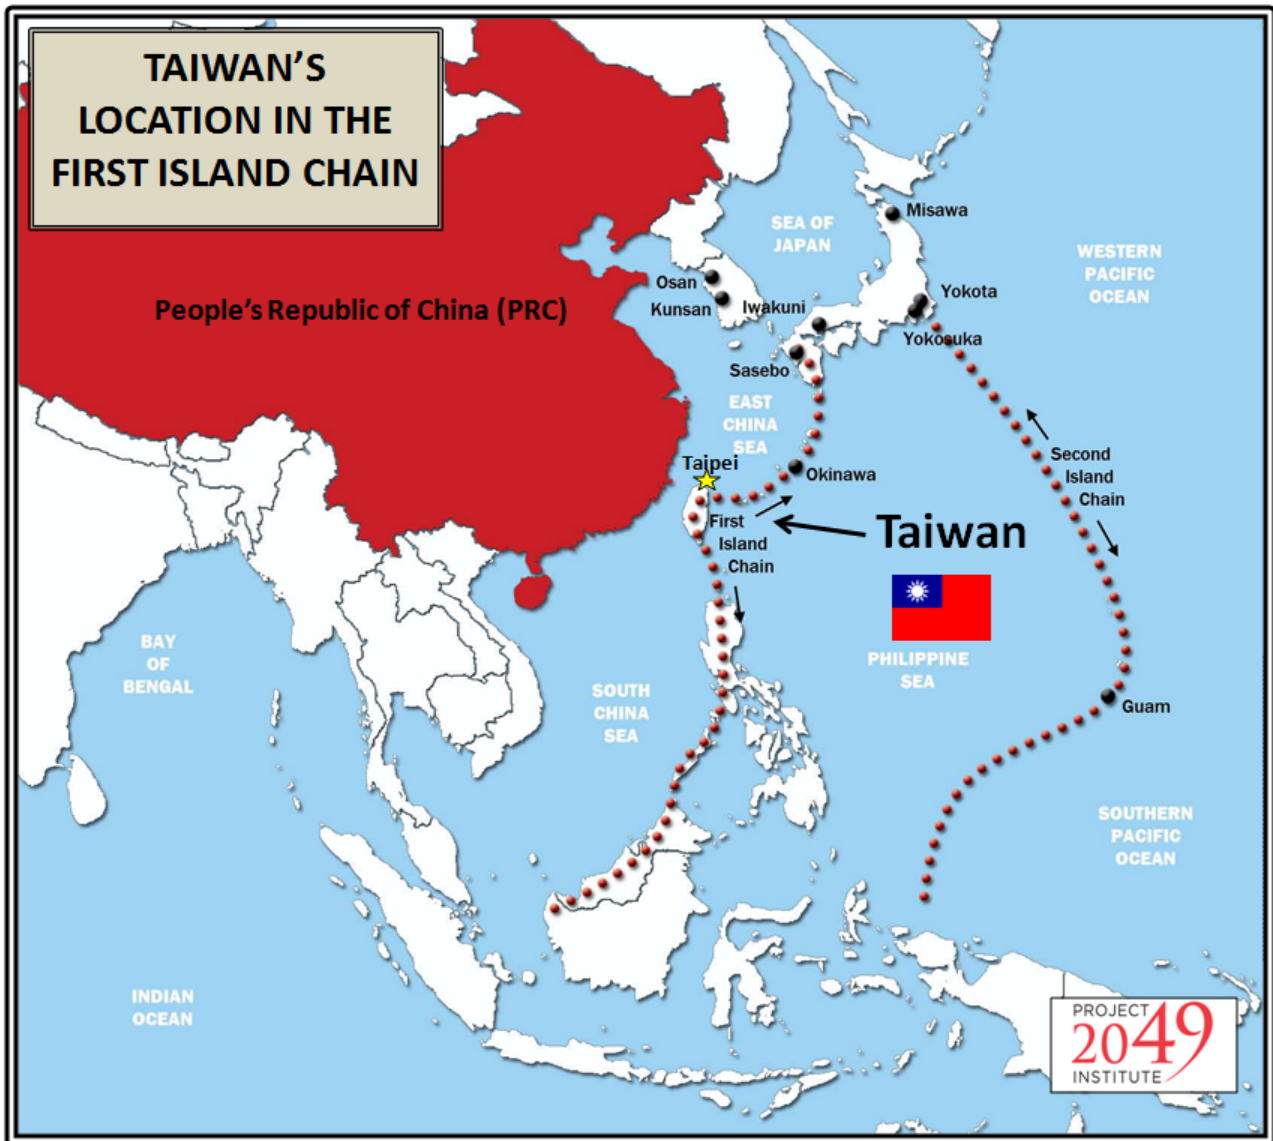 TAIWAN'S
LOCATION IN THE
FIRST ISLAND CHAIN
Misawa
SEA OF
JAPAN
WESTERN
PACIFIC
OCEAN
Osan
Kunsan
Iwakuni
Yokota
People's Republic of China (PRC)
Yokosuka
Sasebo
EAST
CHINA
SEA
Taipei
Okinawa
Second
Island
Chain
First
Island
Chain
Taiwan
BAY
OF
BENGAL
PHILIPPINE
SEA
SOUTH
CHINA
SEA
Guam
SOUTHERN
PACIFIC
OCEAN
INDIAN
OCEAN
PROJECT
2049
INSTITUTE